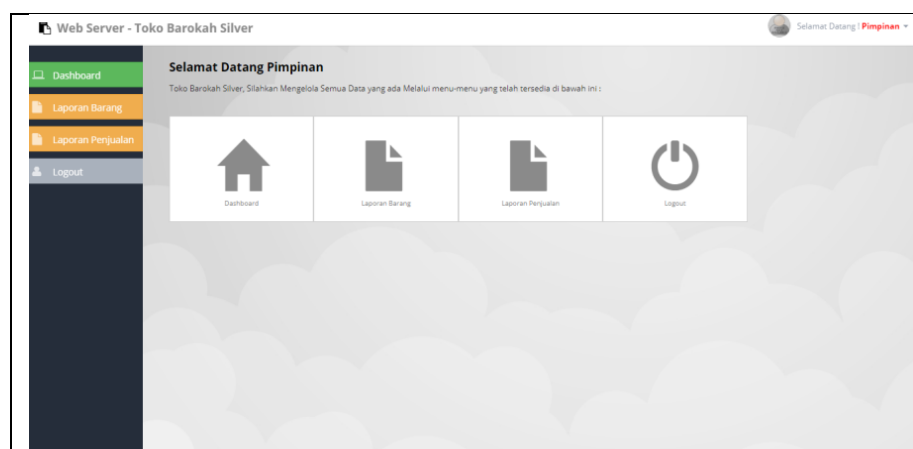 Web Server - Toko Barokah Silver
Selamat Datang ! Pimpinan
Dashboard
Laporan Barang
Laporan Penjualan
Logout
Selamat Datang Pimpinan
Toko Barokah Silver, Silahkan Mengelola Semua Data yang ada Melalui menu-menu yang telah tersedia di bawah ini :
Dashboard
Laporan Barang
Laporan Penjualan
Logout